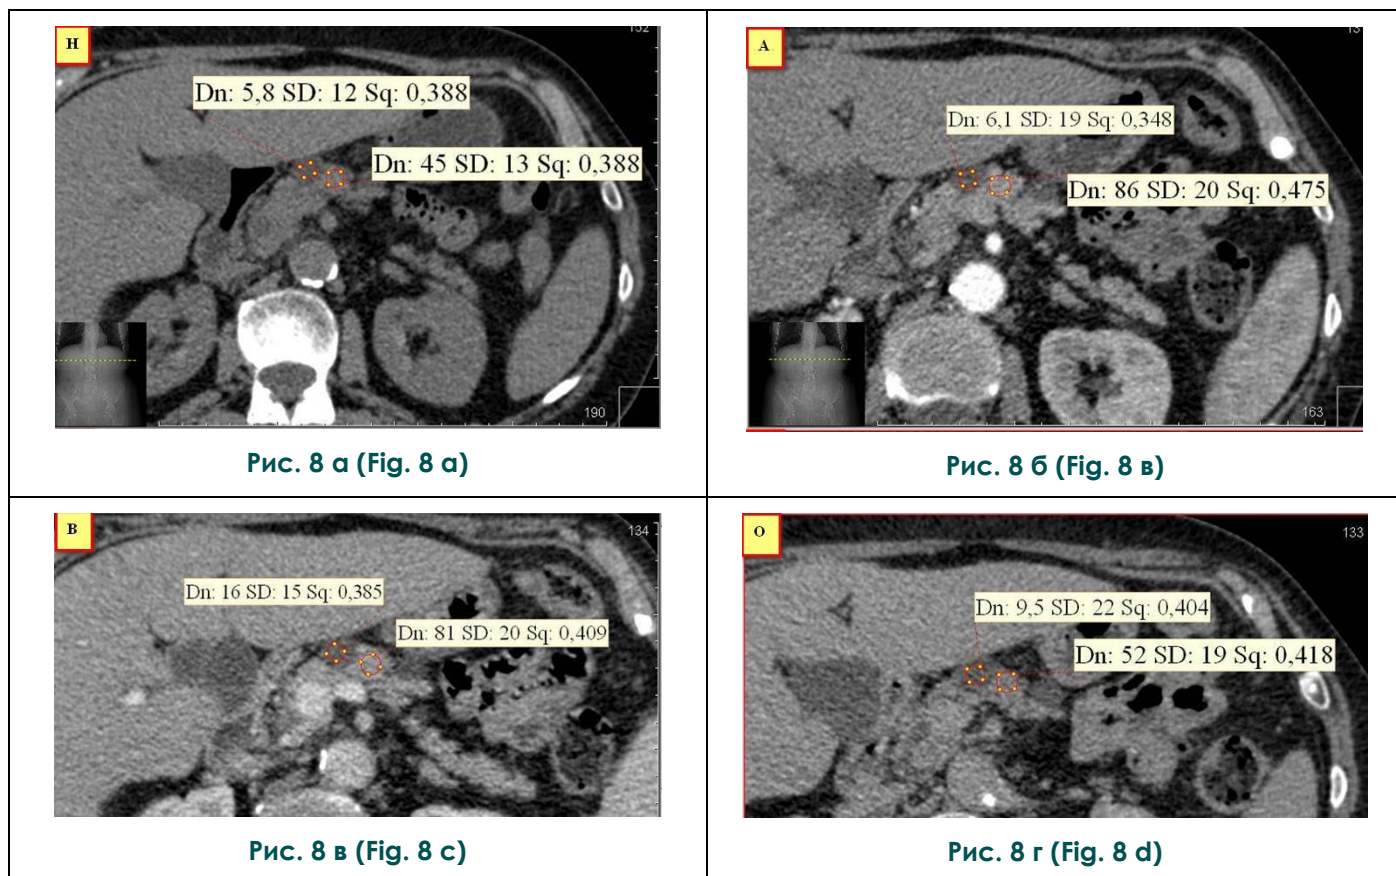 H
152
Dn: 5,8 SD: 12 Sq: 0,388
Dn: 45 SD: 13 Sq: 0,388
190
Рис. 8 а (Fig. 8 a)
A
Dn: 6,1 SD: 19 Sq: 0,348
Dn: 86 SD: 20 Sq: 0,475
163
Рис. 8 б (Fig. 8 в)
B
134
Dn: 16 SD: 15 Sq: 0,385
Dn: 81 SD: 20 Sq: 0,409
Рис. 8 в (Fig. 8 c)
O
133
Dn: 9,5 SD: 22 Sq: 0,404
Dn: 52 SD: 19 Sq: 0,418
Рис. 8 г (Fig. 8 d)